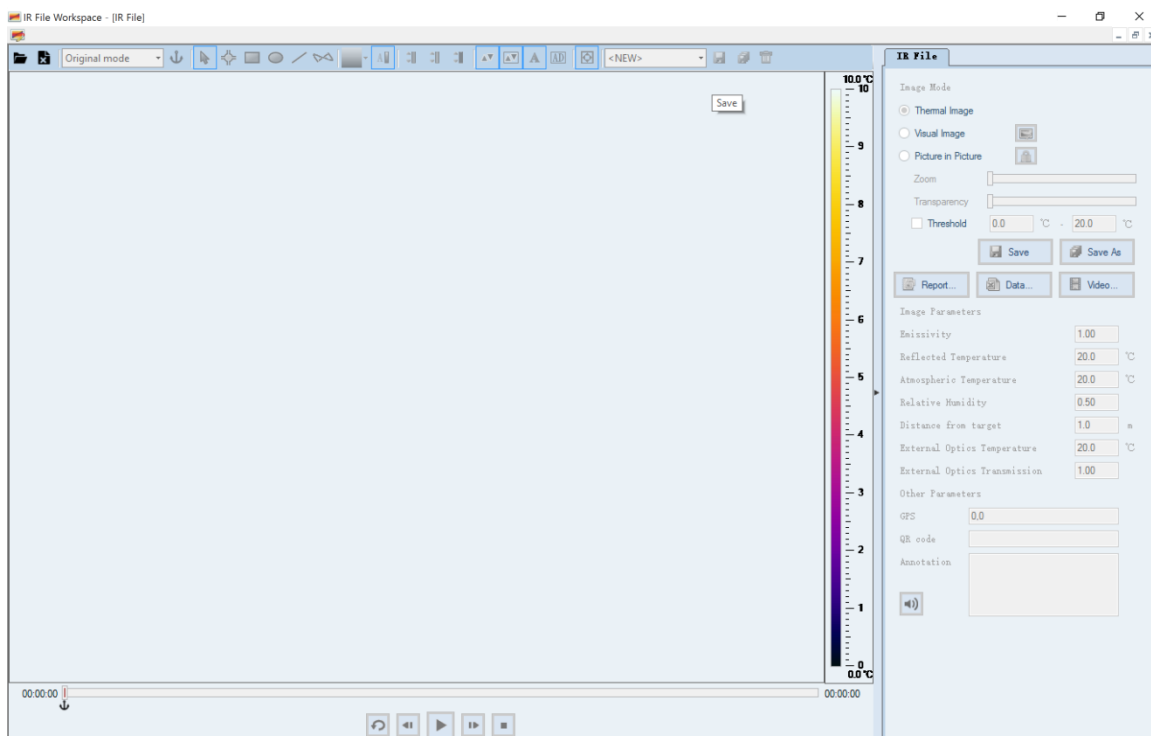 IR File Workspace - [IR File]
Original mode
A
AD
<NEW>
IR File
Save
10.0 ℃
10
9
8
7
6
5
4
3
2
1
0
0.0 ℃
Image Mode
Thermal Image
Visual Image
Picture in Picture
Zoom
Transparency
Threshold 0.0 ℃ - 20.0 ℃
Save Save As
Report... Data... Video...
Image Parameters
Emissivity 1.00
Reflected Temperature 20.0 ℃
Atmospheric Temperature 20.0 ℃
Relative Humidity 0.50
Distance from target 1.0 m
External Optics Temperature 20.0 ℃
External Optics Transmission 1.00
Other Parameters
GPS 0,0
QR code
Annotation
00:00:00 00:00:00